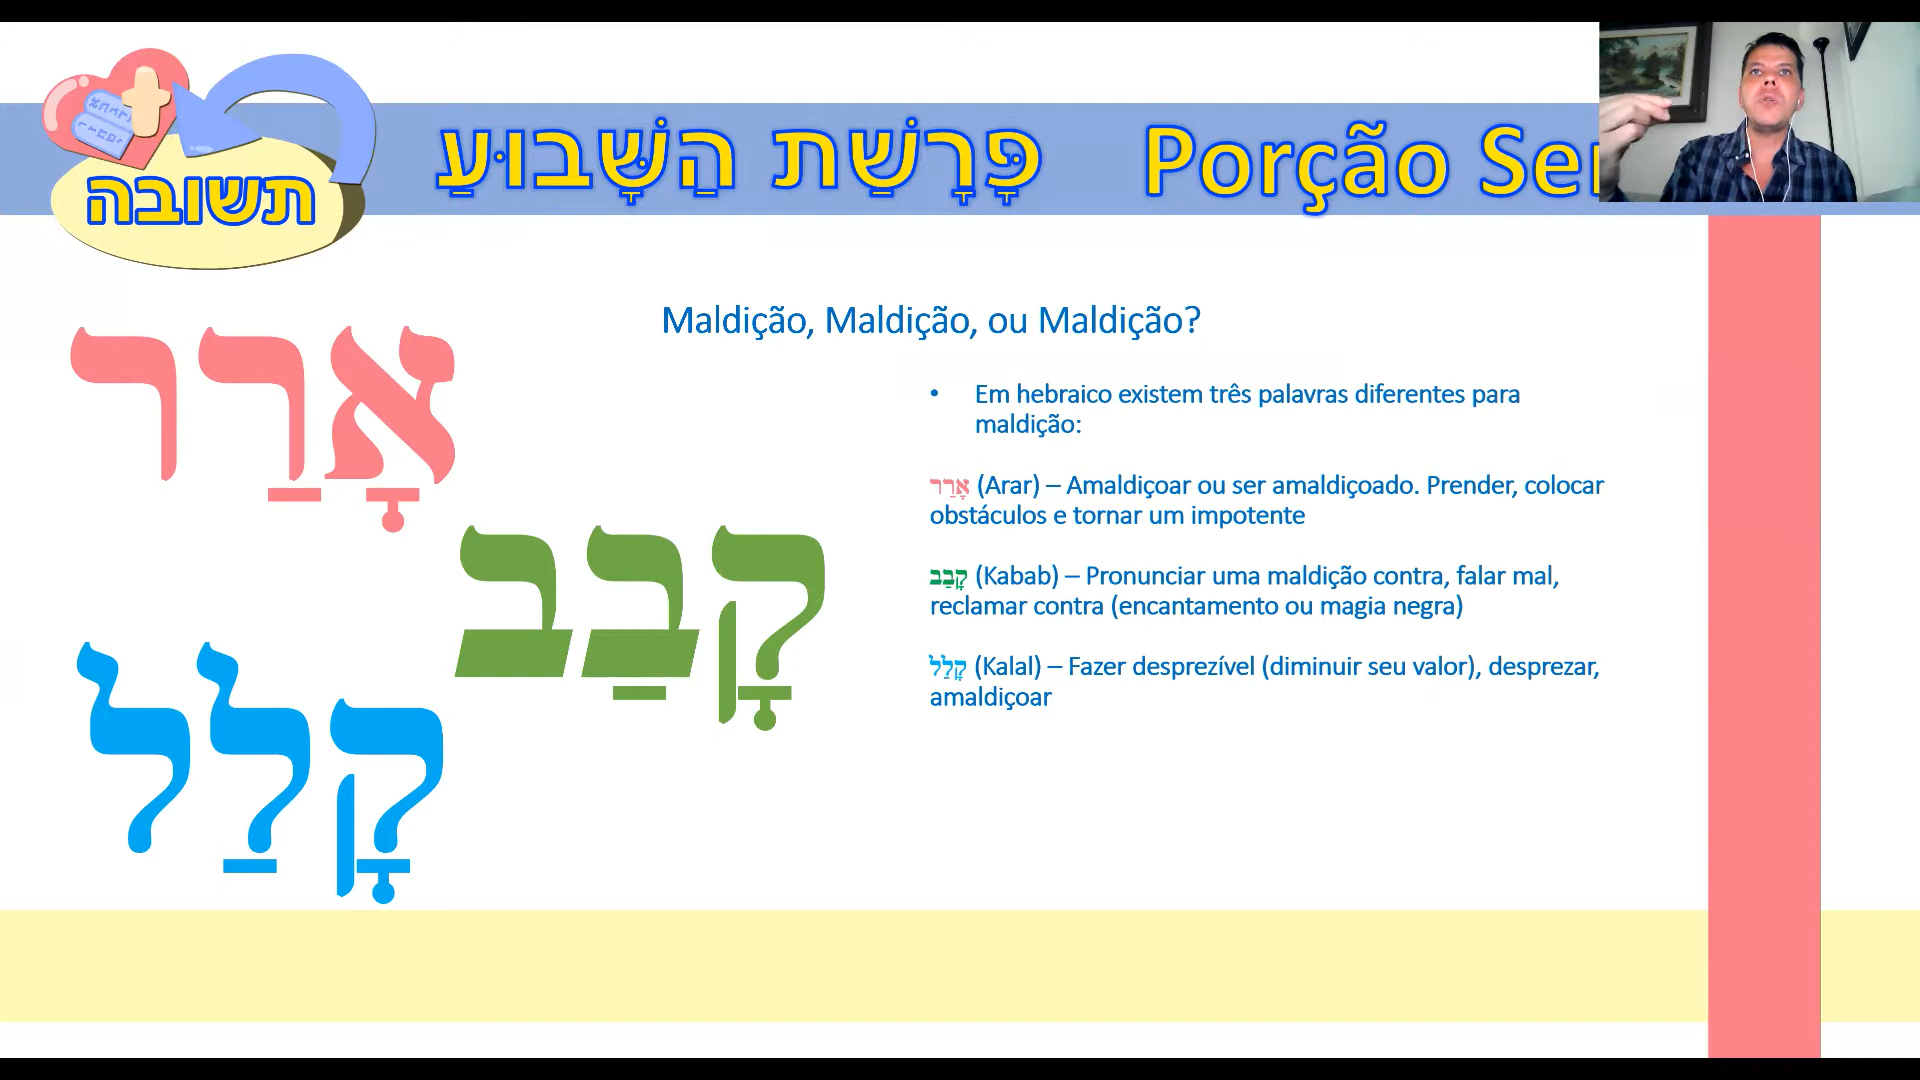 תשובה
פָּרָשַׁת הַשָּׁבוּעַ Porção
Maldição, Maldição, ou Maldição?
אָרַר
קָבַב
קָלַל
• Em hebraico existem três palavras diferentes para
maldição:
אָרַר (Arar) – Amaldiçoar ou ser amaldiçoado. Prender, colocar
obstáculos e tornar um impotente
קָבַב (Kabab) – Pronunciar uma maldição contra, falar mal,
reclamar contra (encantamento ou magia negra)
קָלַל (Kalal) – Fazer desprezível (diminuir seu valor), desprezar,
amaldiçoar